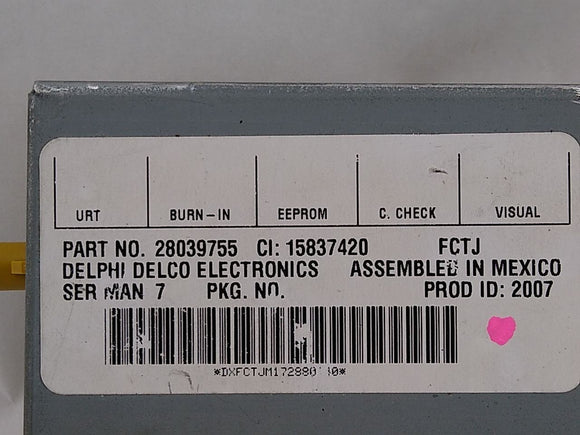 URT BURN-IN EEPROM C. CHECK VISUAL
PART NO. 28039755 CI: 15837420 FCTJ
DELPHI DELCO ELECTRONICS ASSEMBLED IN MEXICO
SER MAN 7 PKG. NO. PROD ID: 2007